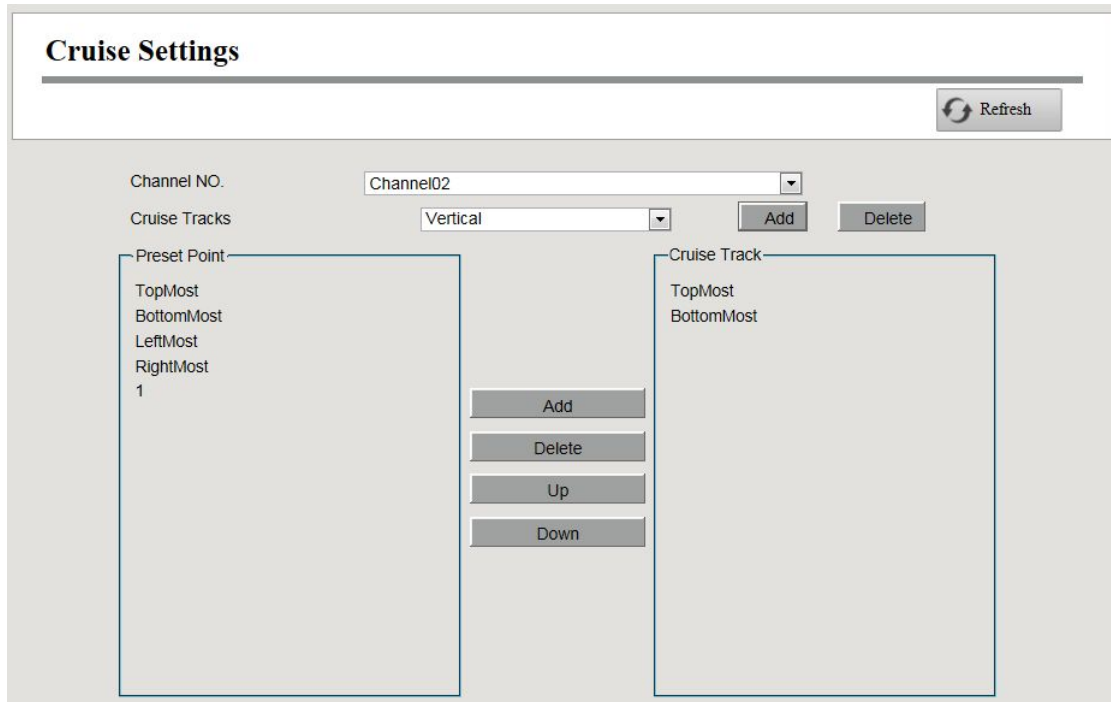 Cruise Settings
Refresh
Channel NO. Channel02
Cruise Tracks Vertical Add Delete
Preset Point
TopMost
BottomMost
LeftMost
RightMost
1
Add
Delete
Up
Down
Cruise Track
TopMost
BottomMost